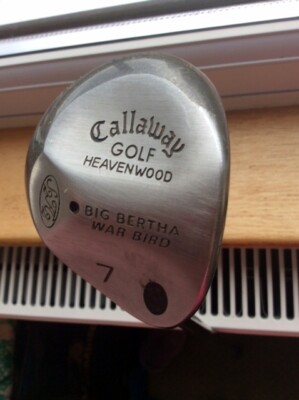 Callaway
GOLF
HEAVENWOOD
BIG BERTHA
WAR BIRD
7